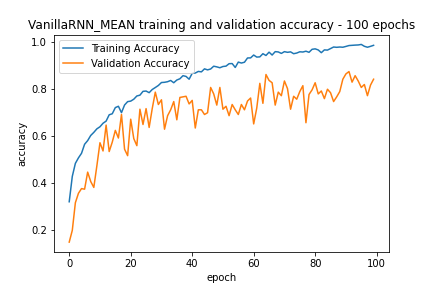 VanillaRNN_MEAN training and validation accuracy - 100 epochs
Training Accuracy
Validation Accuracy
accuracy
1.0
0.8
0.6
0.4
0.2
0
20
40
60
80
100
epoch